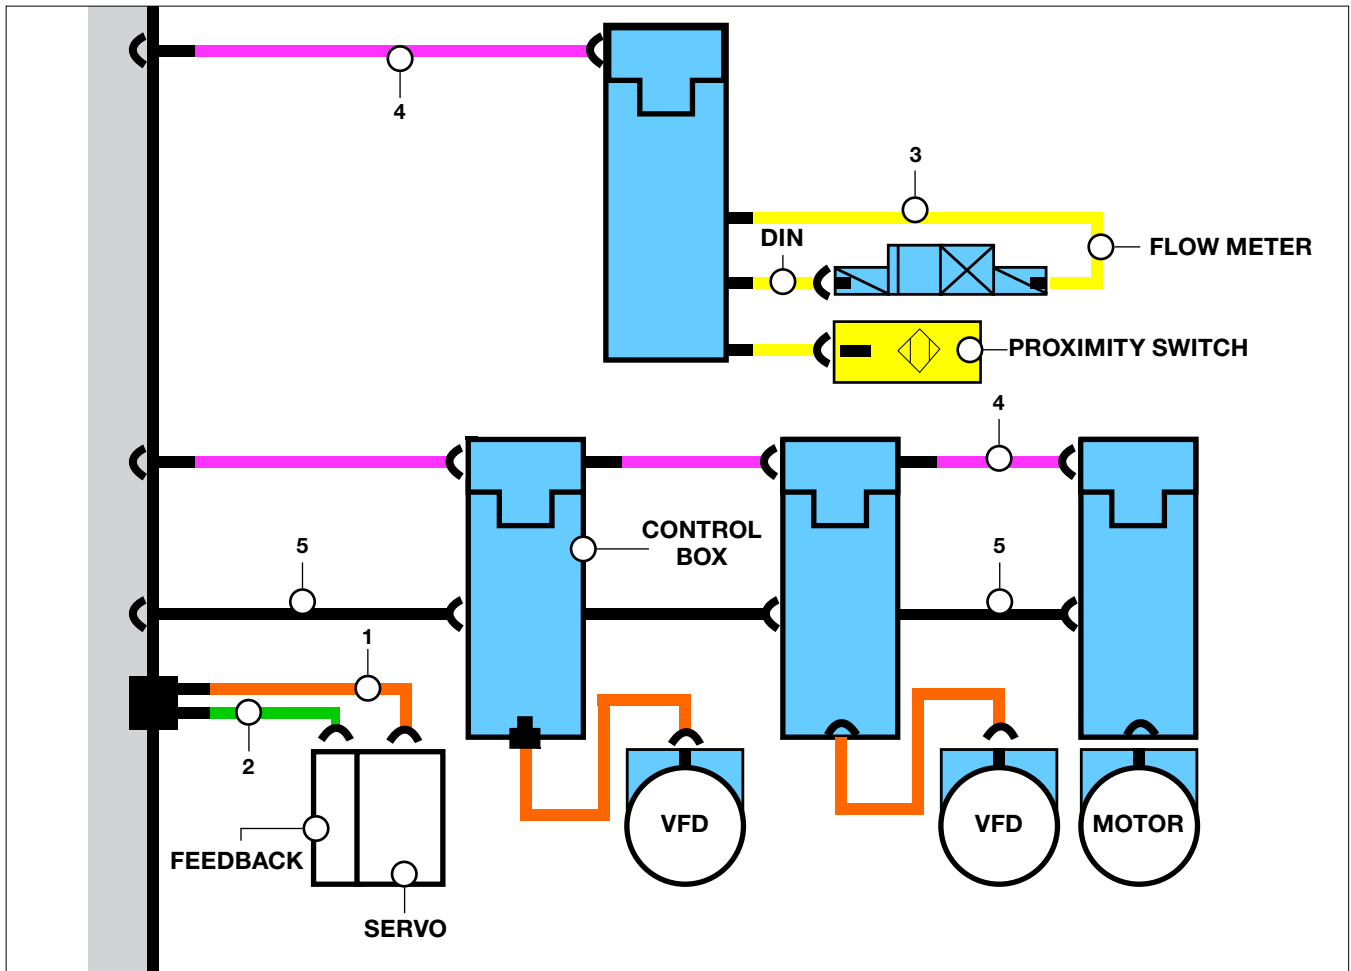 4
3
DIN
FLOW METER
PROXIMITY SWITCH
4
CONTROL
BOX
5
5
1
2
FEEDBACK
SERVO
VFD
VFD
MOTOR